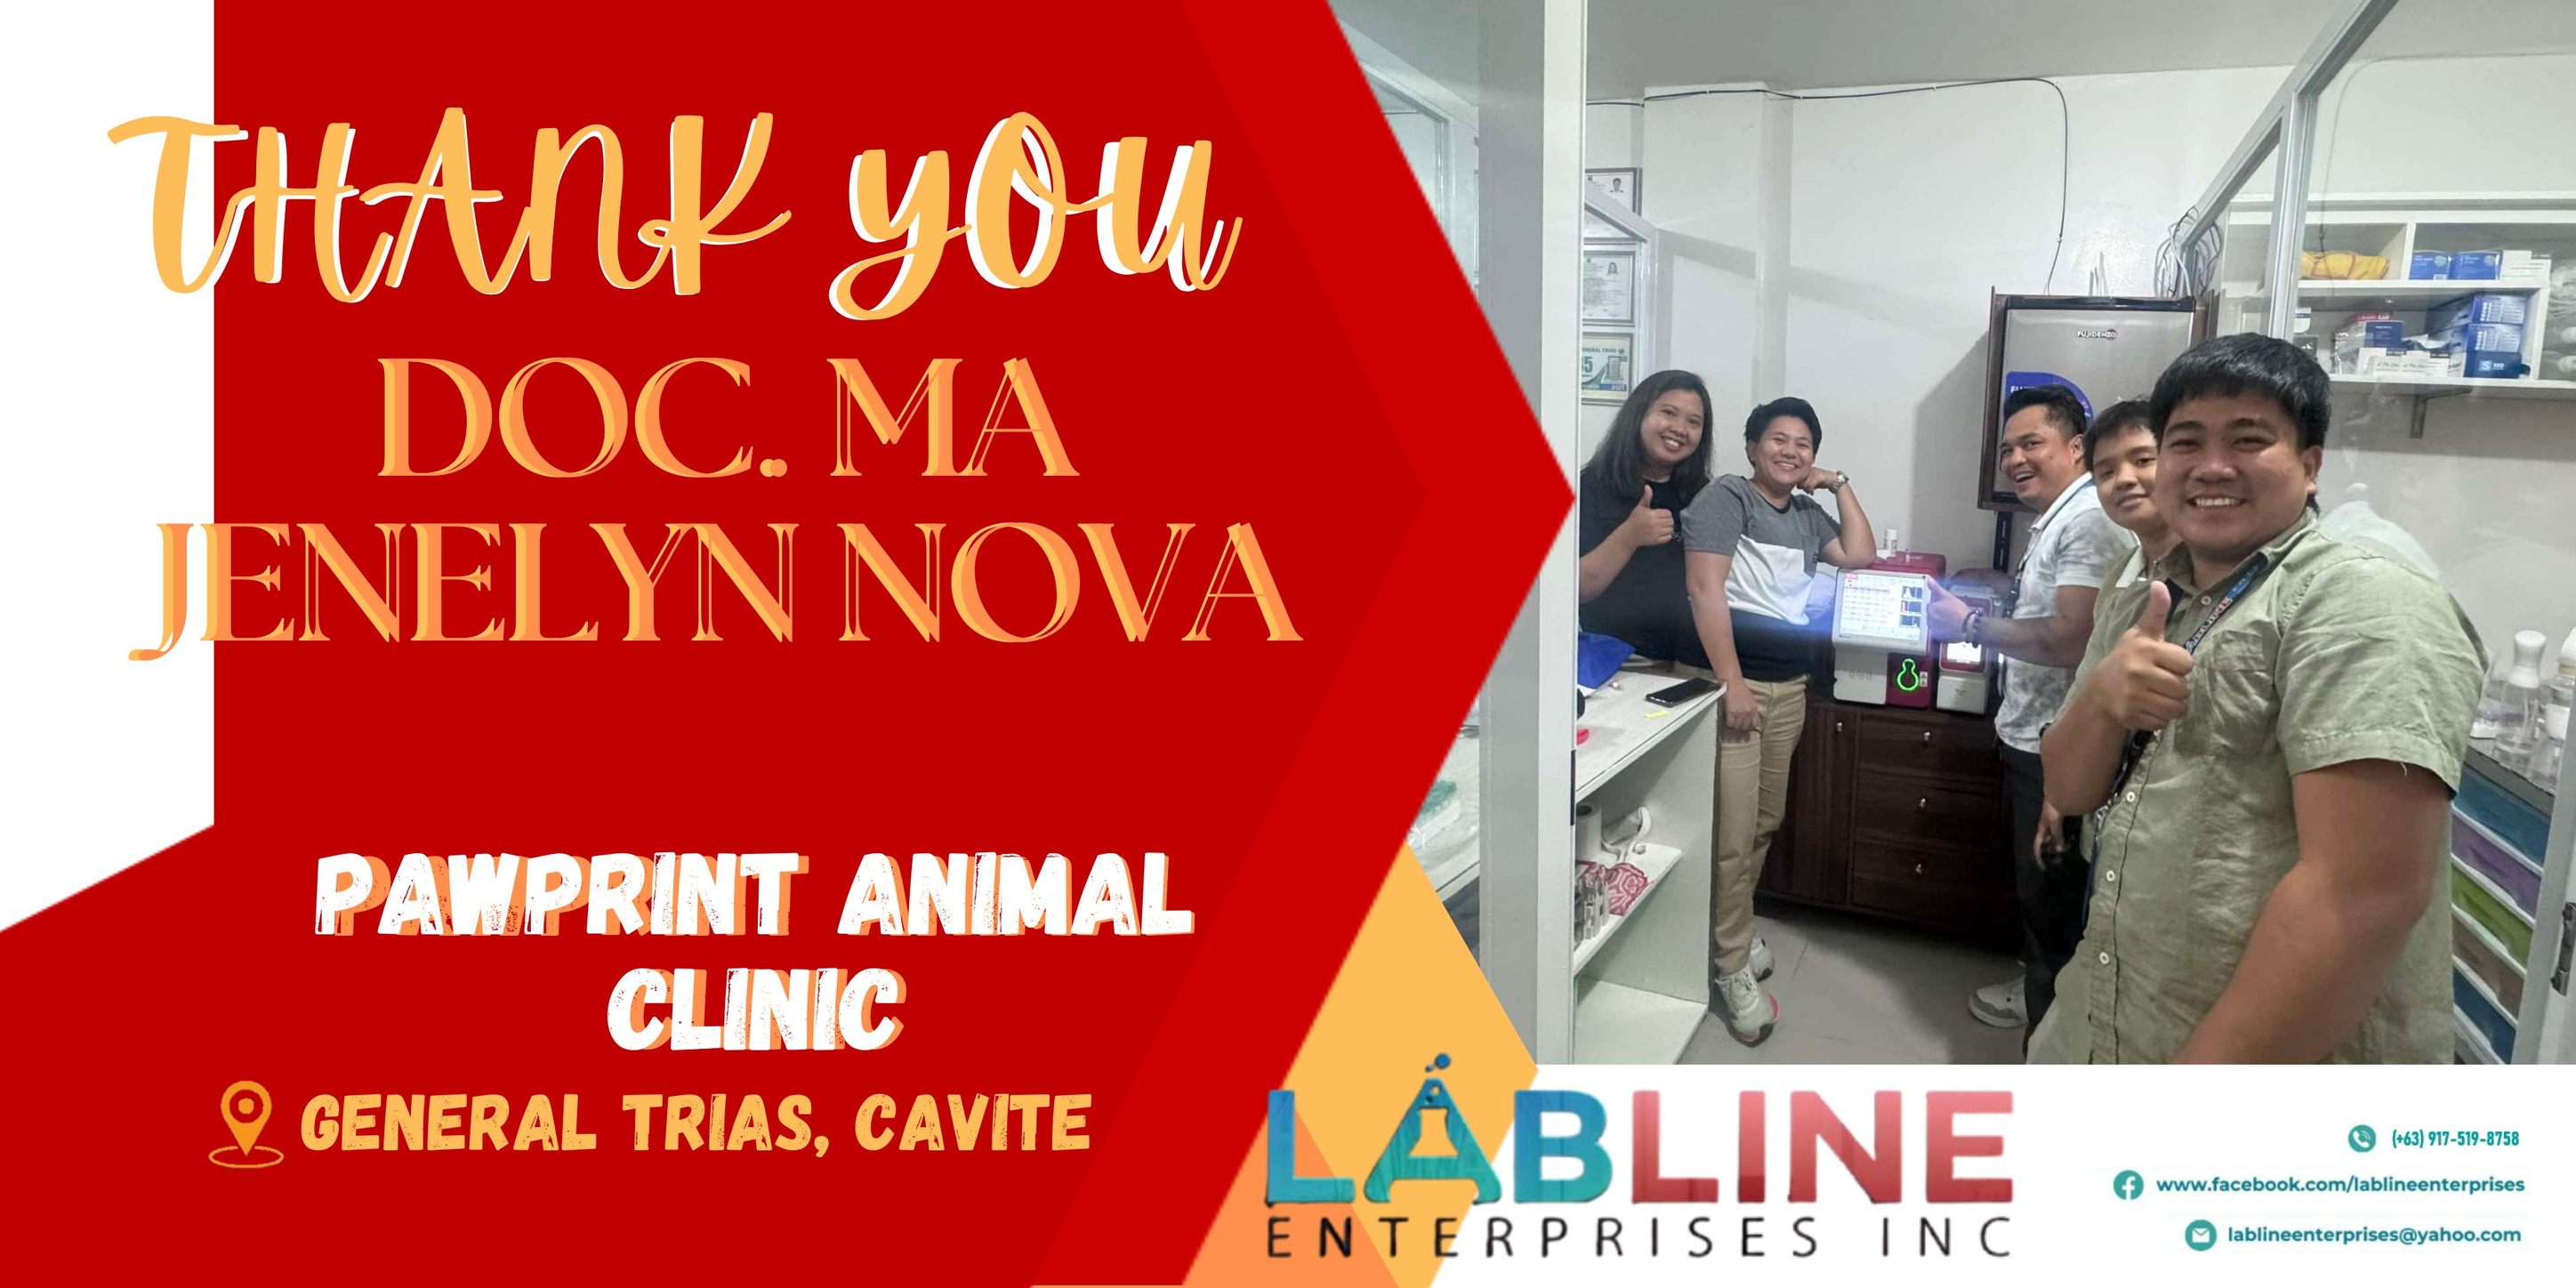 THANK YOU
DOC. MA
JENELYN NOVA
PAWPRINT ANIMAL
CLINIC
GENERAL TRIAS, CAVITE
FUJIDENZO
LABLINE
ENTERPRISES INC
(+63) 917-519-8758
www.facebook.com/lablineenterprises
lablineenterprises@yahoo.com